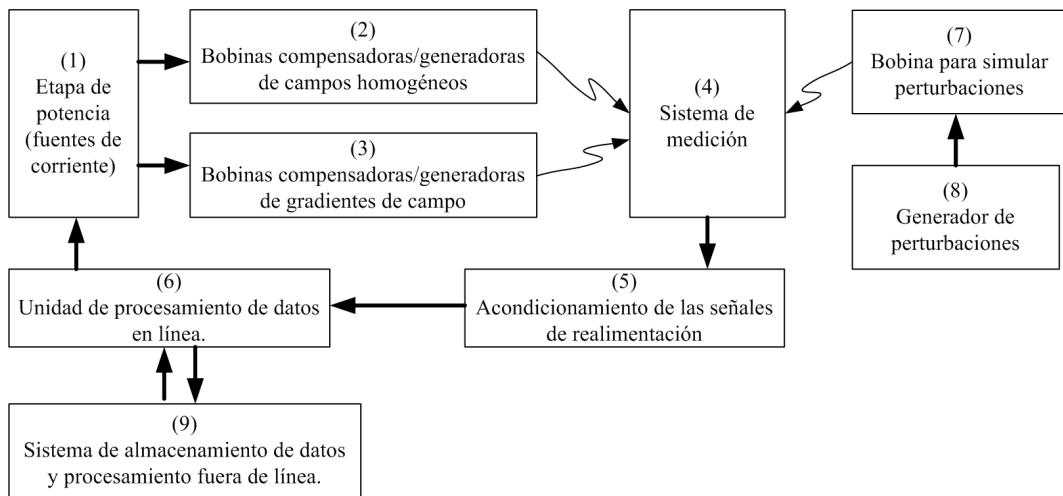 (1)
Etapa de
potencia
(fuentes de
corriente)
(2)
Bobinas compensadoras/generadoras
de campos homogéneos
(3)
Bobinas compensadoras/generadoras
de gradientes de campo
(4)
Sistema de
medición
(7)
Bobina para simular
perturbaciones
(8)
Generador de
perturbaciones
(6)
Unidad de procesamiento de datos
en línea.
(5)
Acondicionamiento de las señales
de realimentación
(9)
Sistema de almacenamiento de datos
y procesamiento fuera de línea.